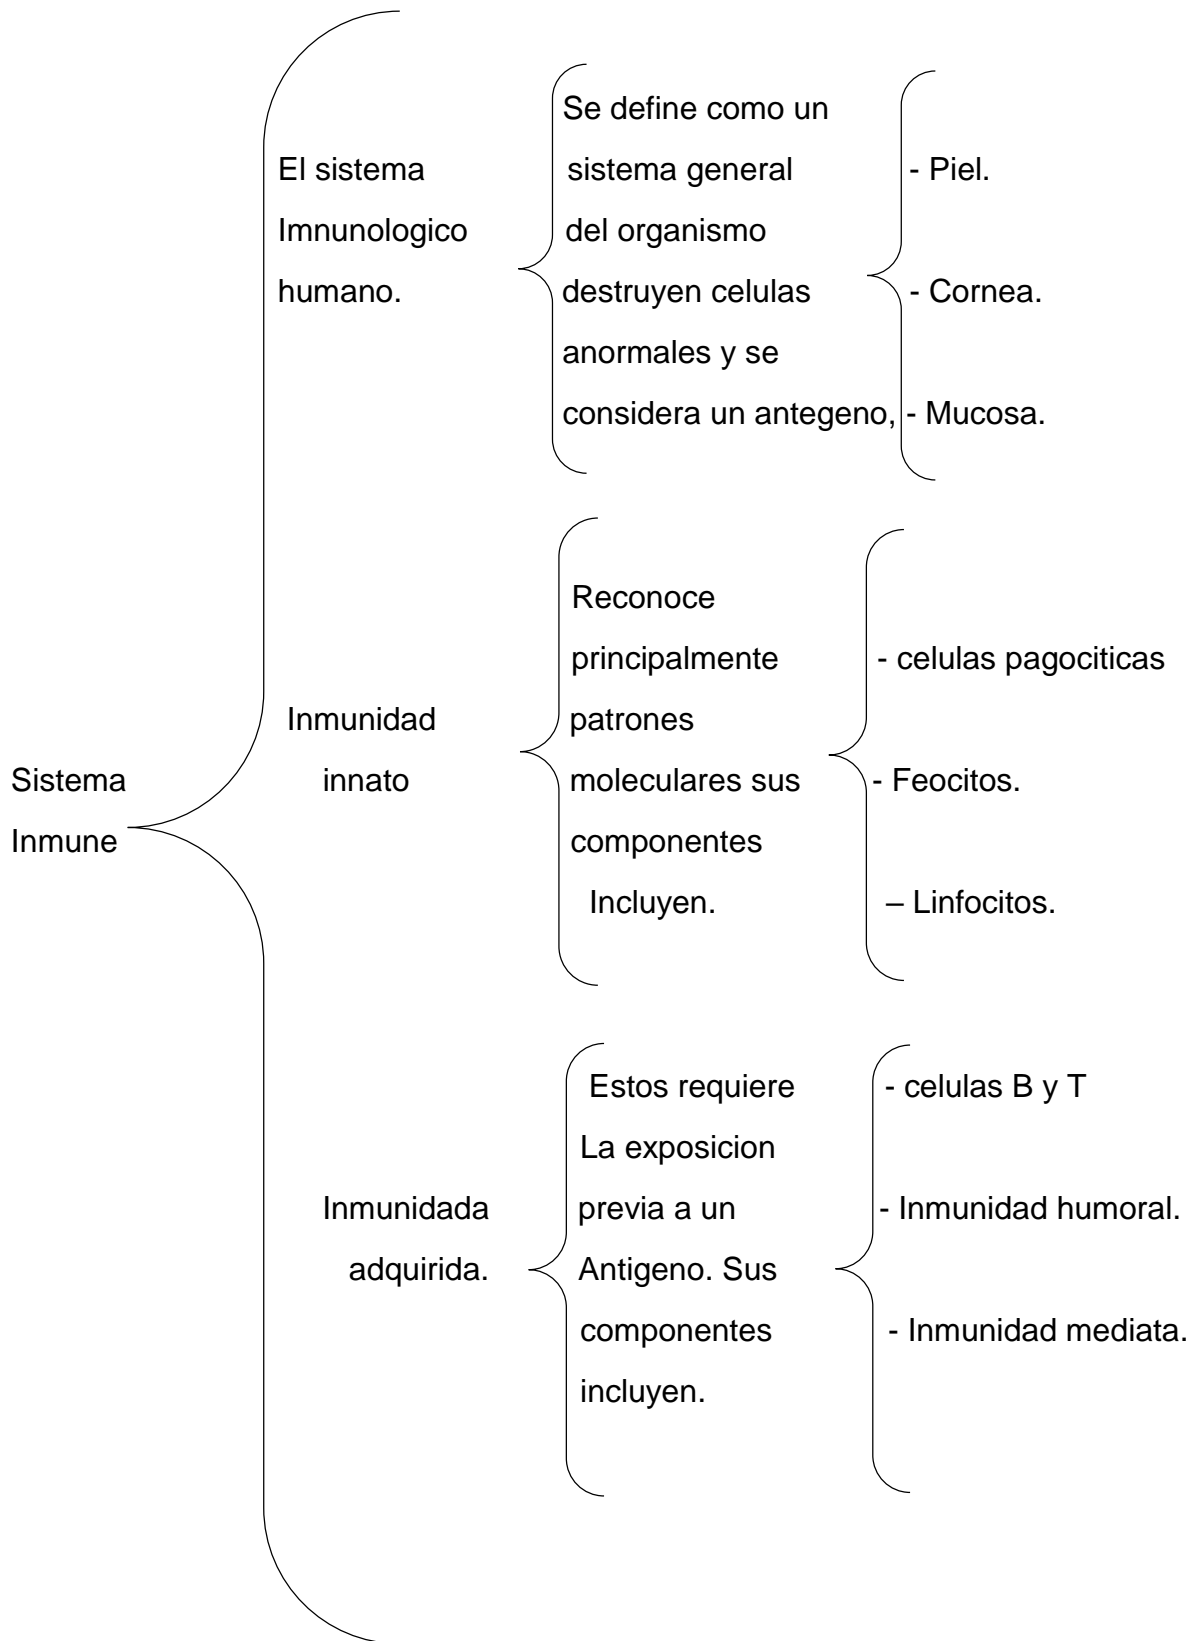 Sistema
Inmune
El sistema
Imnunologico
humano.
Se define como un
sistema general
del organismo
destruyen celulas
anormales y se
considera un antegeno,
- Piel.
- Cornea.
- Mucosa.
Inmunidad
innato
Reconoce
principalmente
patrones
moleculares sus
componentes
Incluyen.
- celulas pagociticas
- Feocitos.
– Linfocitos.
Inmunidada
adquirida.
Estos requiere
La exposicion
previa a un
Antigeno. Sus
componentes
incluyen.
- celulas B y T
- Inmunidad humoral.
- Inmunidad mediata.